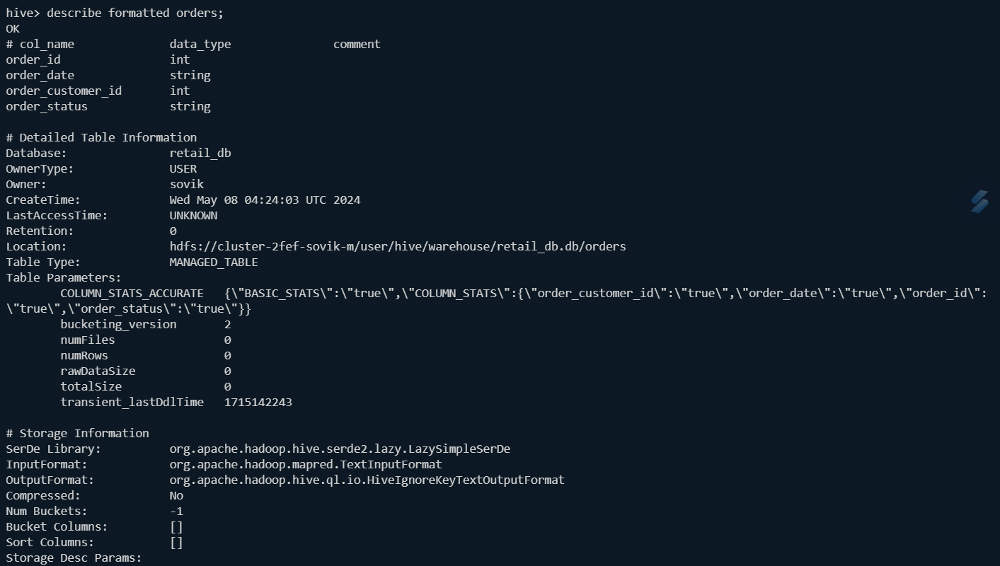 hive> describe formatted orders;
OK
# col_name              data_type               comment
order_id                int
order_date              string
order_customer_id       int
order_status            string

# Detailed Table Information
Database:               retail_db
OwnerType:              USER
Owner:                  sovik
CreateTime:             Wed May 08 04:24:03 UTC 2024
LastAccessTime:         UNKNOWN
Retention:              0
Location:               hdfs://cluster-2fef-sovik-m/user/hive/warehouse/retail_db.db/orders
Table Type:             MANAGED_TABLE
Table Parameters:
        COLUMN_STATS_ACCURATE   {\"BASIC_STATS\":\"true\",\"COLUMN_STATS\":{\"order_customer_id\":\"true\",\"order_date\":\"true\",\"order_id\":
\"true\",\"order_status\":\"true\"}}
        bucketing_version       2
        numFiles                0
        numRows                 0
        rawDataSize             0
        totalSize               0
        transient_lastDdlTime   1715142243

# Storage Information
SerDe Library:          org.apache.hadoop.hive.serde2.lazy.LazySimpleSerDe
InputFormat:            org.apache.hadoop.mapred.TextInputFormat
OutputFormat:           org.apache.hadoop.hive.ql.io.HiveIgnoreKeyTextOutputFormat
Compressed:             No
Num Buckets:            -1
Bucket Columns:         []
Sort Columns:           []
Storage Desc Params: